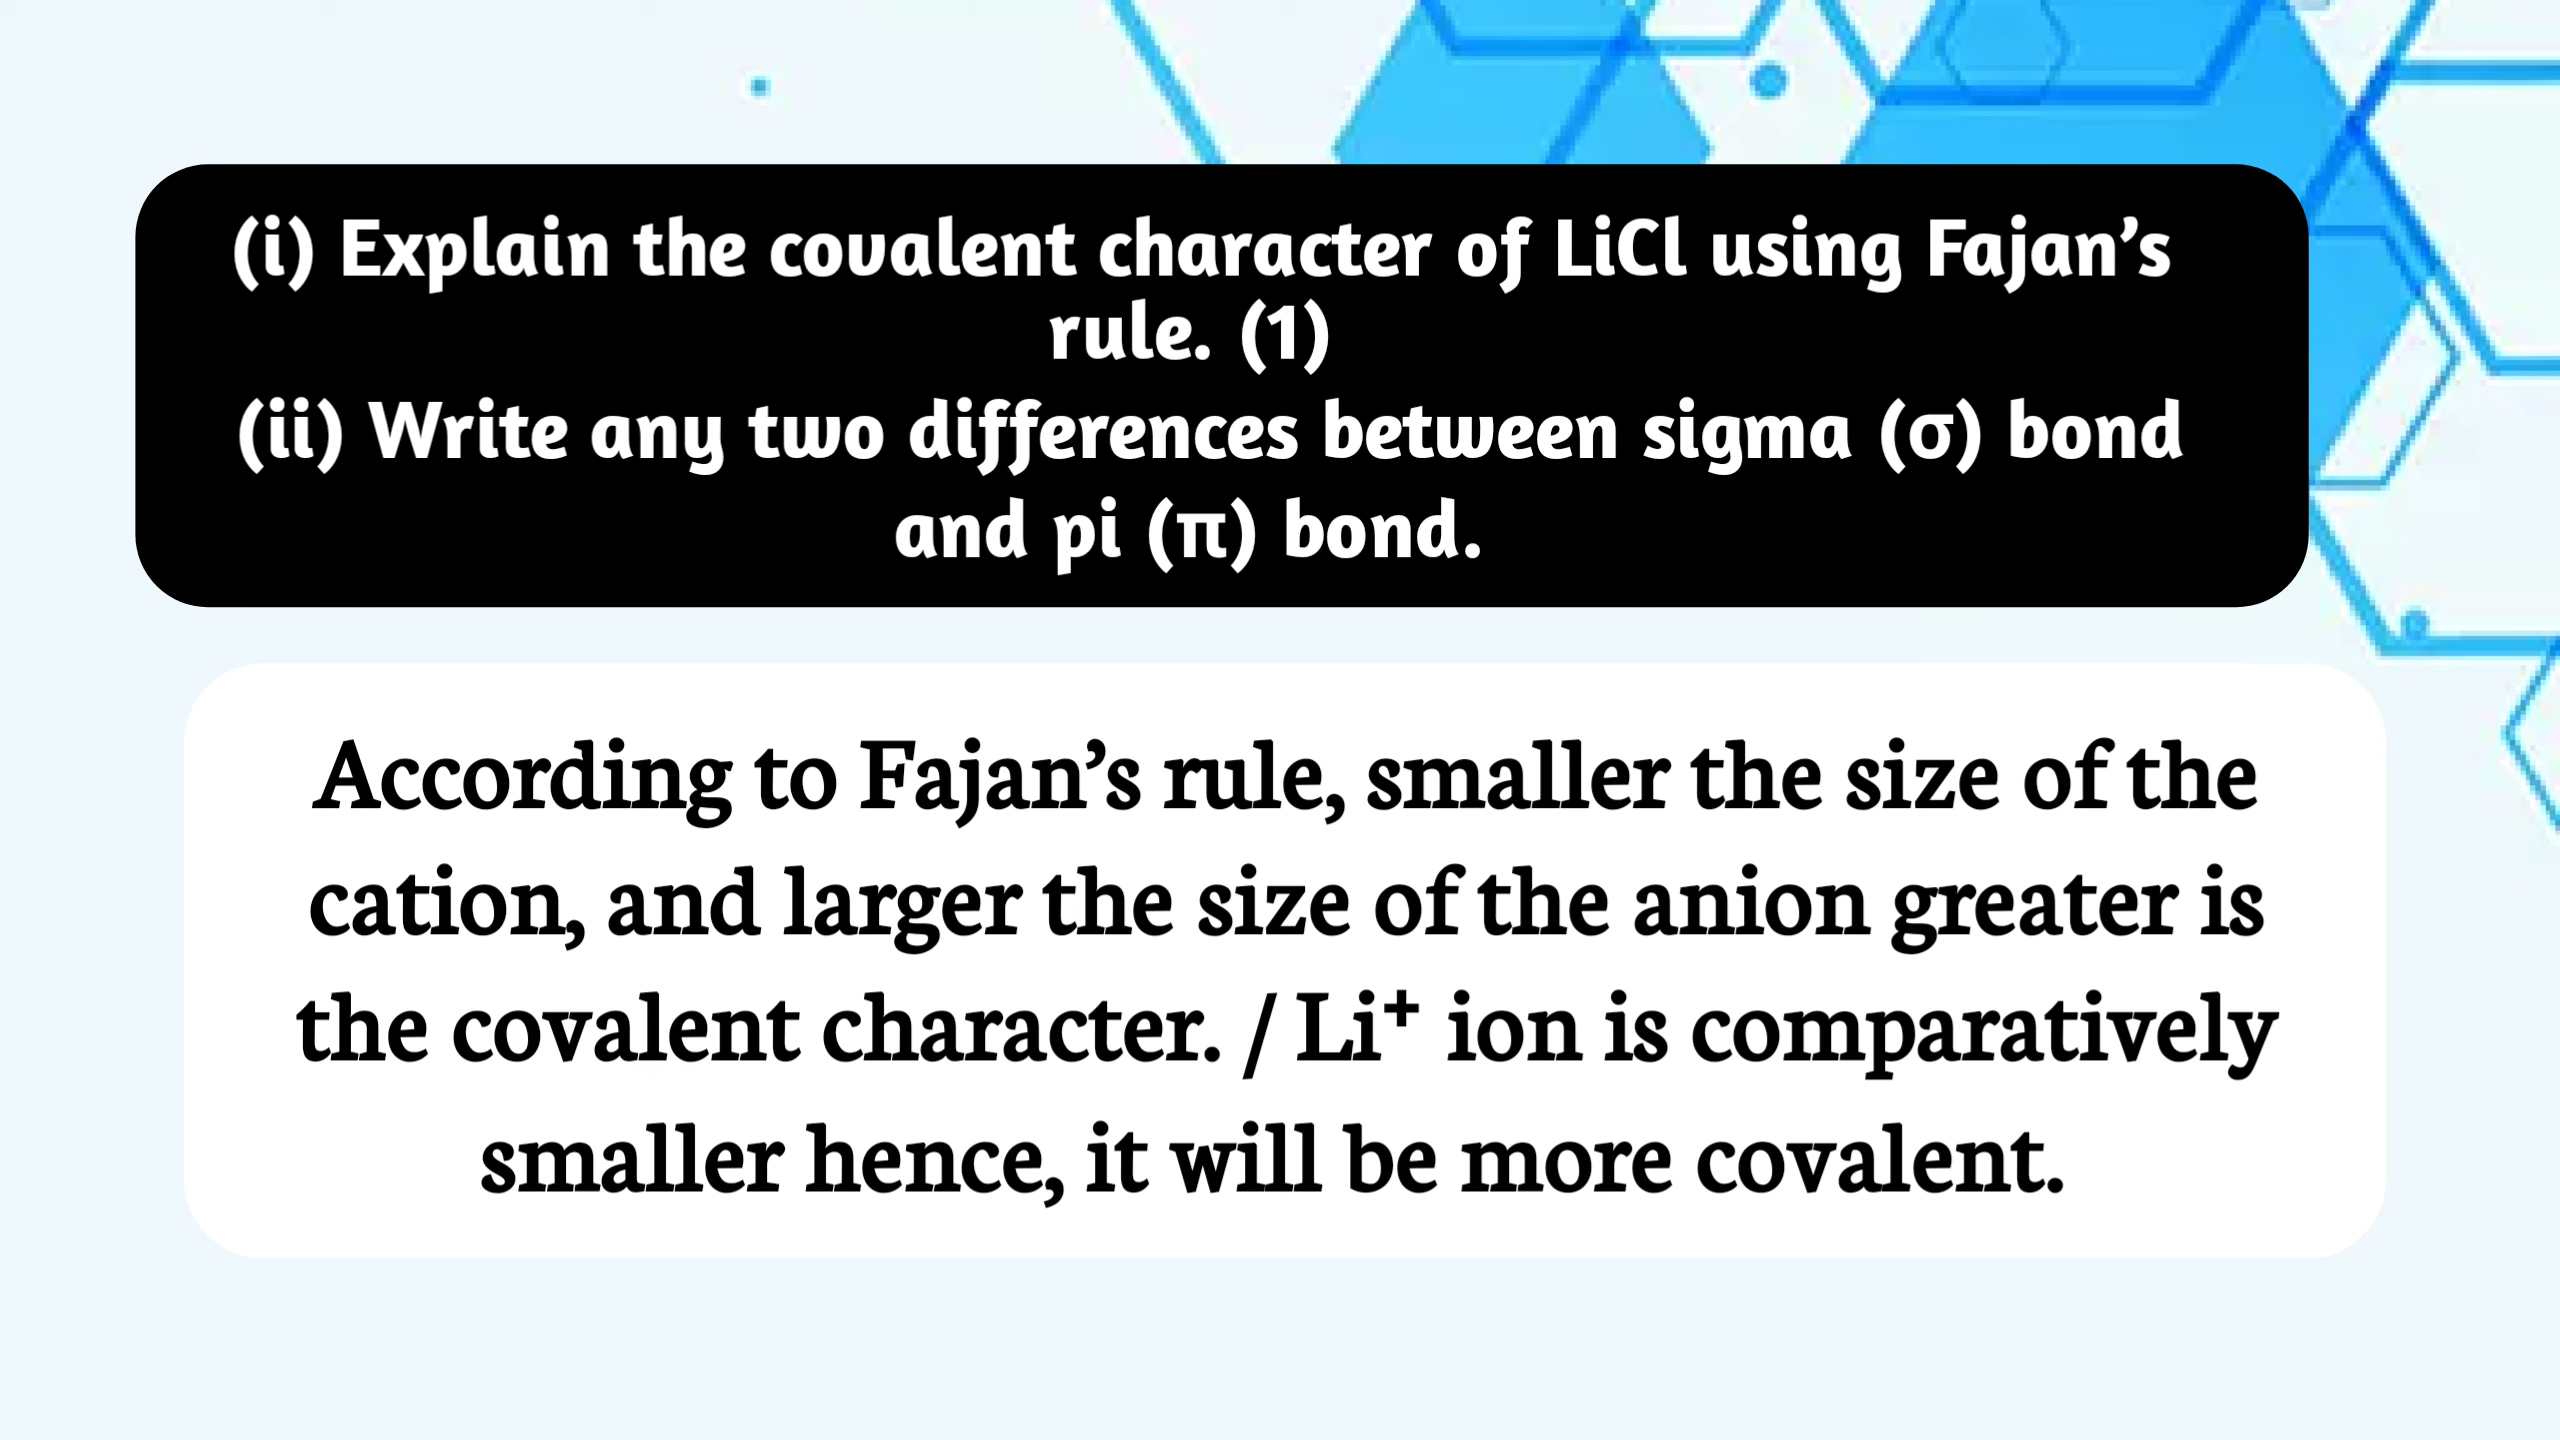 (i) Explain the covalent character of LiCl using Fajan’s
rule. (1)
(ii) Write any two differences between sigma (σ) bond
and pi (π) bond.
According to Fajan’s rule, smaller the size of the
cation, and larger the size of the anion greater is
the covalent character. / Li⁺ ion is comparatively
smaller hence, it will be more covalent.